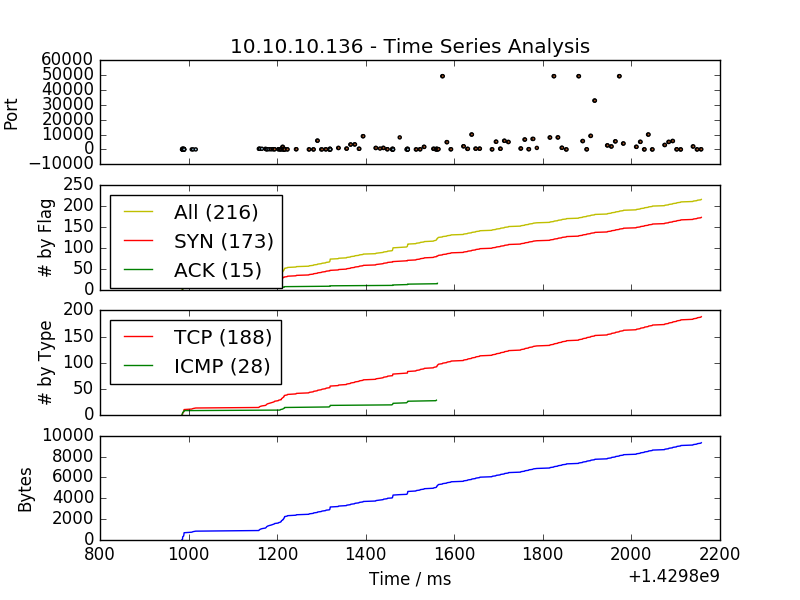 10.10.10.136 - Time Series Analysis
60000
50000
40000
30000
20000
10000
0
−10000
Port
250
200
150
100
50
0
# by Flag
All (216)
SYN (173)
ACK (15)
200
150
100
50
0
# by Type
TCP (188)
ICMP (28)
10000
8000
6000
4000
2000
0
Bytes
800 1000 1200 1400 1600 1800 2000 2200
Time / ms
+1.4298e9